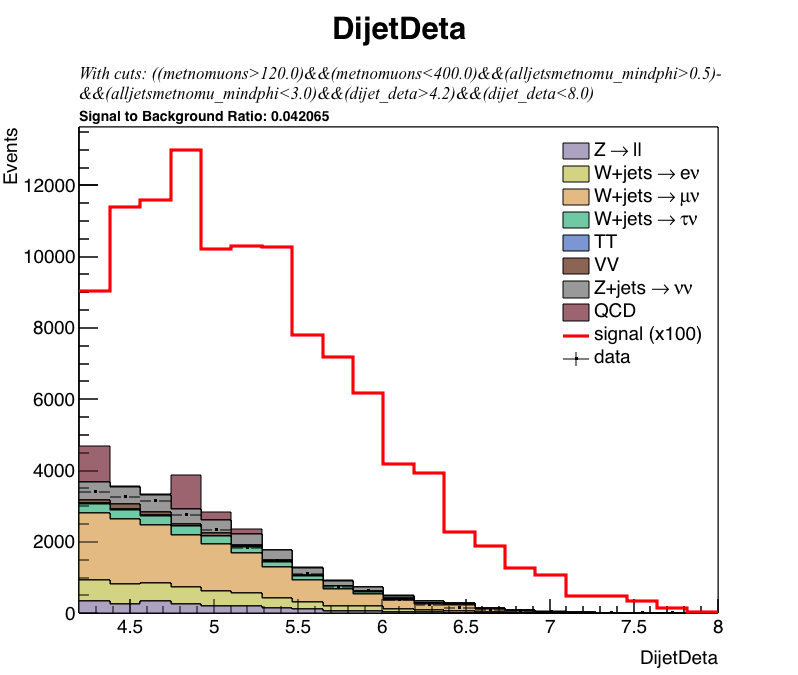 DijetDeta
With cuts: ((metnomuons>120.0)&&(metnomuons<400.0)&&(alljetsmetnomu_mindphi>0.5)-
&&(alljetsmetnomu_mindphi<3.0)&&(dijet_deta>4.2)&&(dijet_deta<8.0)
Signal to Background Ratio: 0.042065
Events
12000
10000
8000
6000
4000
2000
0
Z → ll
W+jets → eν
W+jets → μν
W+jets → τν
TT
VV
Z+jets → νν
QCD
signal (x100)
data
4.5 5 5.5 6 6.5 7 7.5 8
DijetDeta